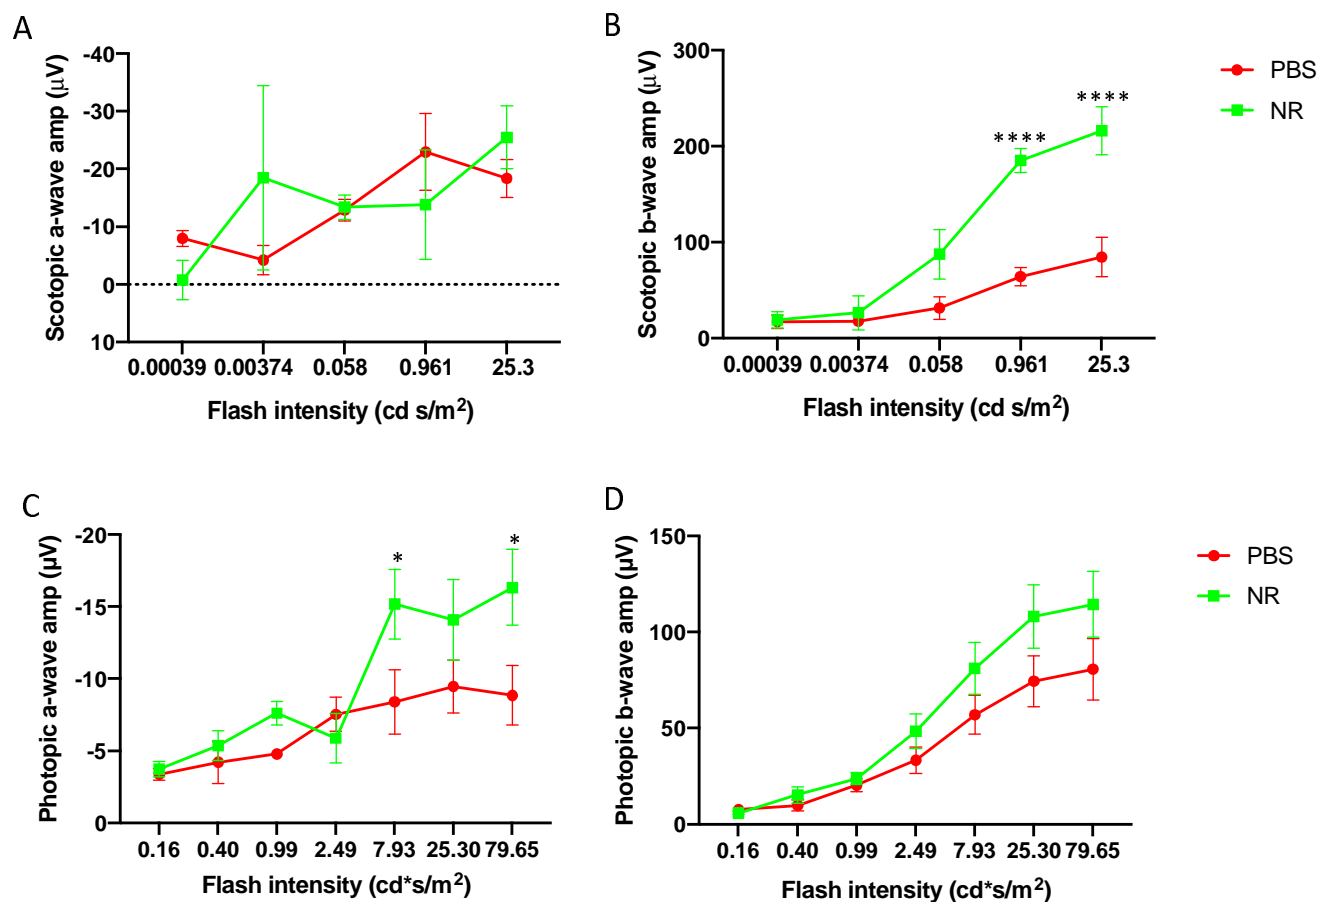 A
Scotopic a-wave amp (μV)
-40
-30
-20
-10
0
10
0.00039 0.00374 0.058 0.961 25.3
Flash intensity (cd s/m²)
B
Scotopic b-wave amp (μV)
300
200
100
0
**** ****
0.00039 0.00374 0.058 0.961 25.3
Flash intensity (cd s/m²)
PBS
NR
C
Photopic a-wave amp (μV)
-20
-15
-10
-5
0
* *
0.16 0.40 0.99 2.49 7.93 25.30 79.65
Flash intensity (cd*s/m²)
D
Photopic b-wave amp (μV)
150
100
50
0
0.16 0.40 0.99 2.49 7.93 25.30 79.65
Flash intensity (cd*s/m²)
PBS
NR